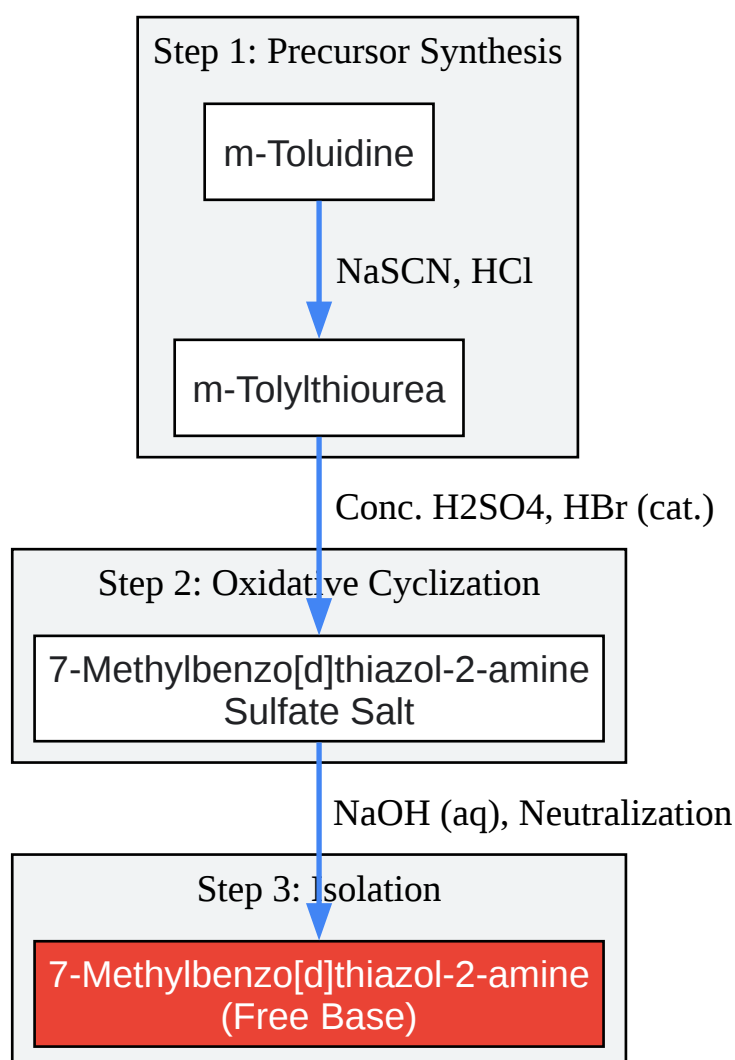 Step 1: Precursor Synthesis
m-Toluidine
NaSCN, HCl
m-Tolylthiourea
Conc. H2SO4, HBr (cat.)
Step 2: Oxidative Cyclization
7-Methylbenzo[d]thiazol-2-amine
Sulfate Salt
NaOH (aq), Neutralization
Step 3: Isolation
7-Methylbenzo[d]thiazol-2-amine
(Free Base)